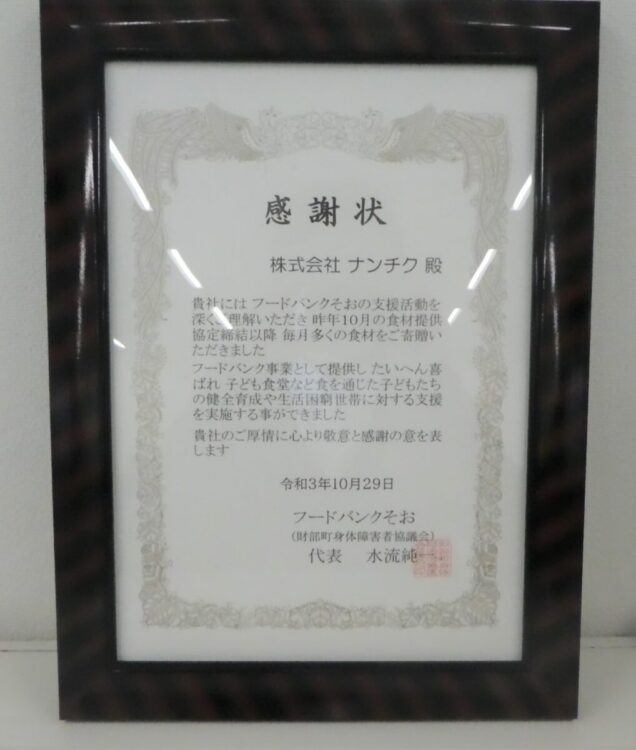 感謝状
株式会社 ナンチク 殿
貴社には フードバンクそおの支援活動を
深くご理解いただき 昨年10月の食材提供
協定締結以降 毎月多くの食材をご寄贈い
ただきました
フードバンク事業として提供し たいへん喜
ばれ 子ども食堂など食を通じた子どもたち
の健全育成や生活困窮世帯に対する支援
を実施する事ができました
貴社のご厚情に心より敬意と感謝の意を表
します
令和3年10月29日
フードバンクそお
(財部町身体障害者協議会)
代表 水流純一